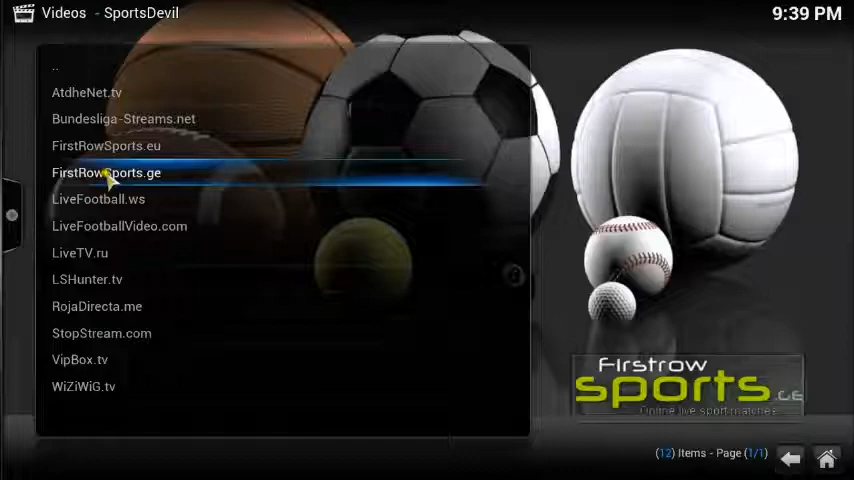 Videos - SportsDevil
9:39 PM
..
AtdheNet.tv
Bundesliga-Streams.net
FirstRowSports.eu
FirstRowSports.ge
LiveFootball.ws
LiveFootballVideo.com
LiveTV.ru
LSHunter.tv
RojaDirecta.me
StopStream.com
VipBox.tv
WiZiWiG.tv
Firstrow
sports.GE
Online live sport matches
(12) Items - Page (1/1)